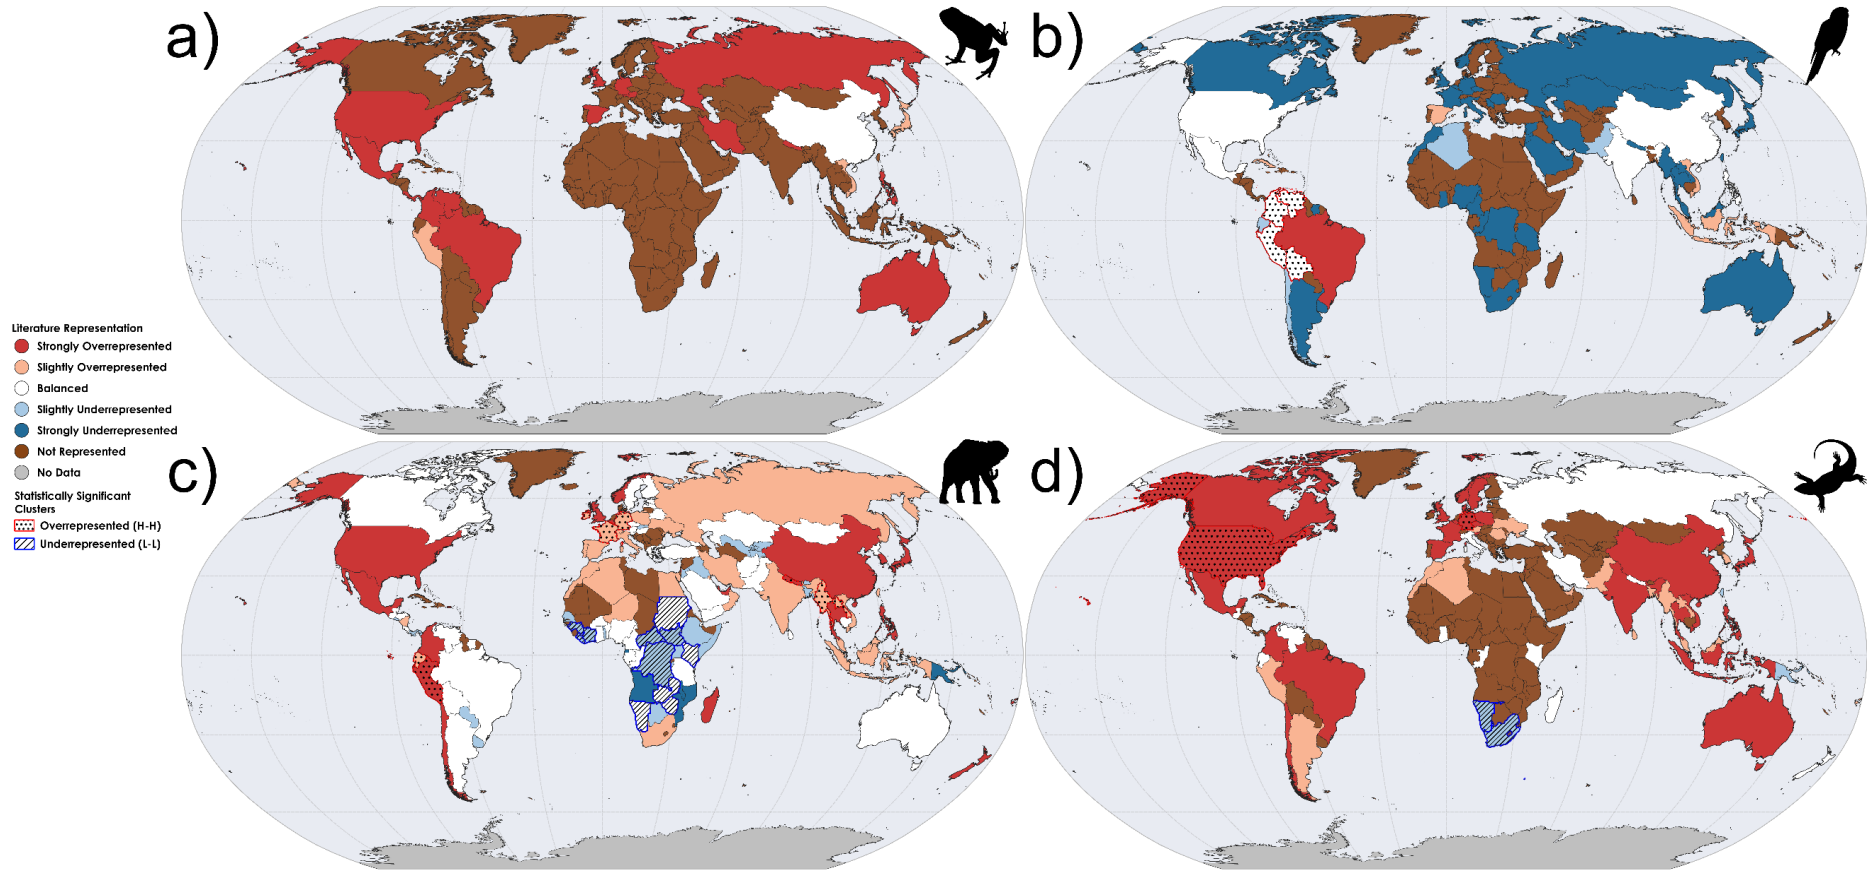 a)
b)
Literature Representation
Strongly Overrepresented
Slightly Overrepresented
Balanced
Slightly Underrepresented
Strongly Underrepresented
Not Represented
No Data
Statistically Significant
Clusters
Overrepresented (H-H)
Underrepresented (L-L)
c)
d)